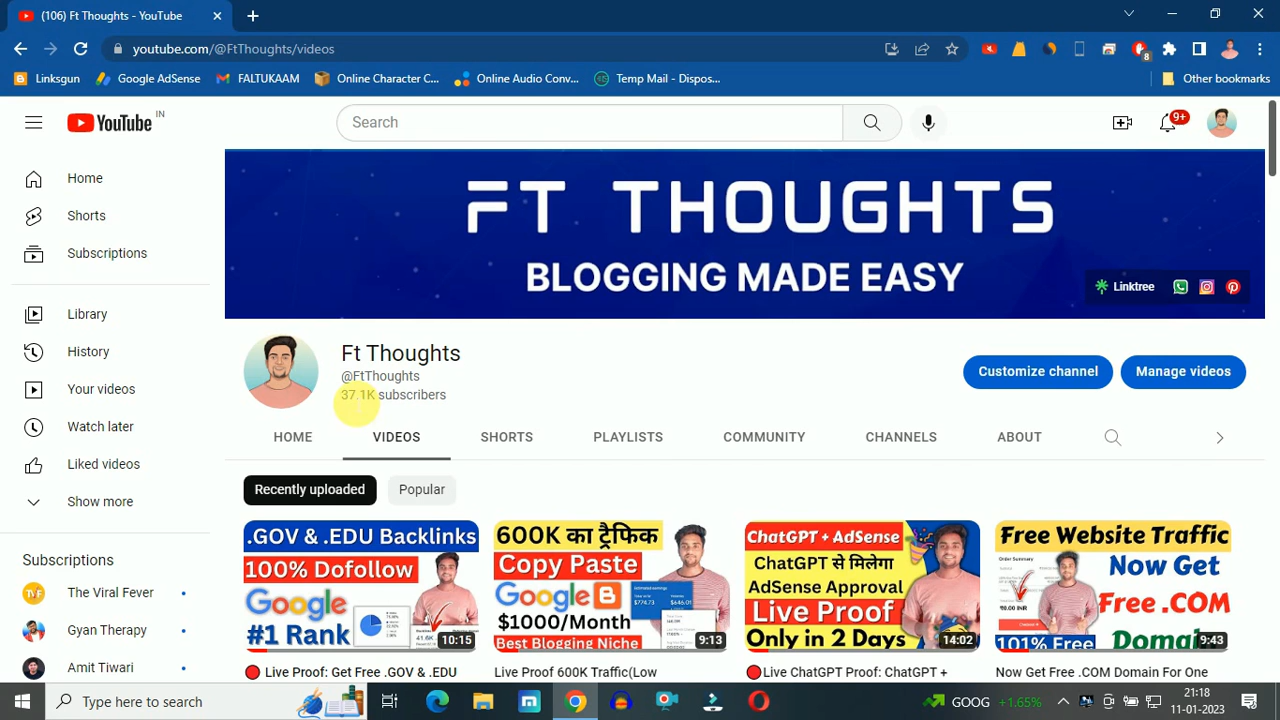 (106) Ft Thoughts - YouTube
youtube.com/@FtThoughts/videos
8
Linksgun
Google AdSense
FALTUKAAM
Online Character C...
Online Audio Conv...
Temp Mail - Dispos...
Other bookmarks
YouTube IN
Search
9+
Home
Shorts
Subscriptions
Library
History
Your videos
Watch later
Liked videos
Show more
Subscriptions
The Viral Fever
Gyan Therapy
Amit Tiwari
FT THOUGHTS
BLOGGING MADE EASY
Linktree
Ft Thoughts
@FtThoughts
37.1K subscribers
Customize channel
Manage videos
HOME
VIDEOS
SHORTS
PLAYLISTS
COMMUNITY
CHANNELS
ABOUT
Recently uploaded
Popular
.GOV & .EDU Backlinks
100% Dofollow
Google
#1 Rank
10:15
Live Proof: Get Free .GOV & .EDU
600K का ट्रैफिक
Copy Paste
Google
$1000/Month
Best Blogging Niche
$774.73
$646.01
9:13
Live Proof 600K Traffic(Low
ChatGPT + AdSense
ChatGPT से मिलेगा
AdSense Approval
Live Proof
Only in 2 Days
14:02
Live ChatGPT Proof: ChatGPT +
Free Website Traffic
Order Summary
Now Get
Free .COM
Domain
101% Free
9:43
Now Get Free .COM Domain For One
Type here to search
GOOG +1.65%
21:18
11-01-2023